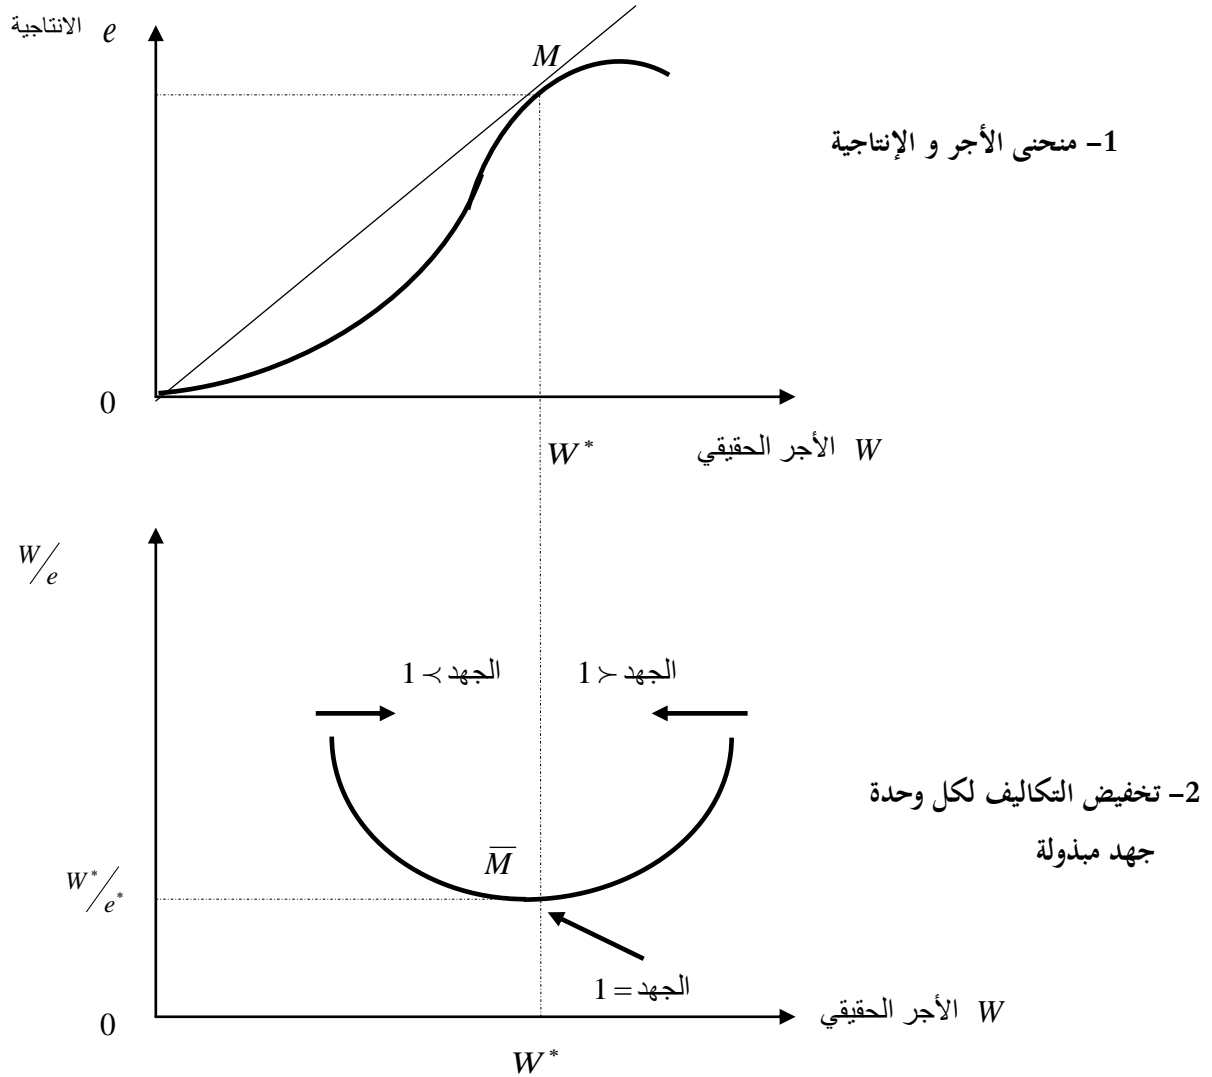 الانتاجية e
M
1- منحنى الأجر و الإنتاجية
0
W*
W الأجر الحقيقي
W/e
الجهد ≻ 1
الجهد ≺ 1
2- تخفيض التكاليف لكل وحدة
جهد مبذولة
M̅
W*/e*
الجهد = 1
W الأجر الحقيقي
0
W*